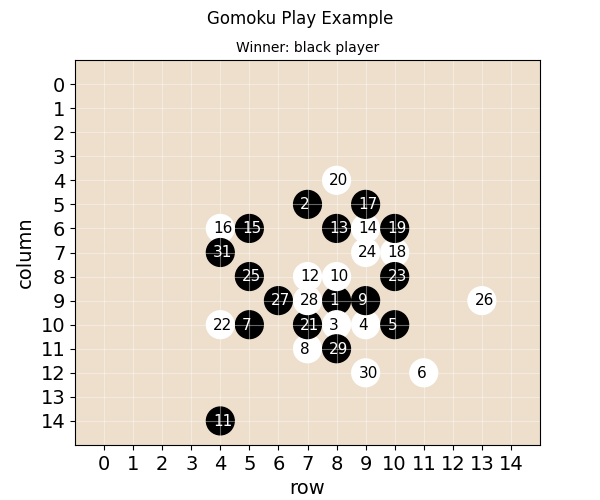 Gomoku Play Example
Winner: black player
column
0
1
2
3
4 20
5 2 17
6 16 15 13 14 19
7 31 24 18
8 25 12 10 23
9 27 28 1 9 26
10 22 7 21 3 4 5
11 8 29
12 30 6
13
14 11
0 1 2 3 4 5 6 7 8 9 10 11 12 13 14
row